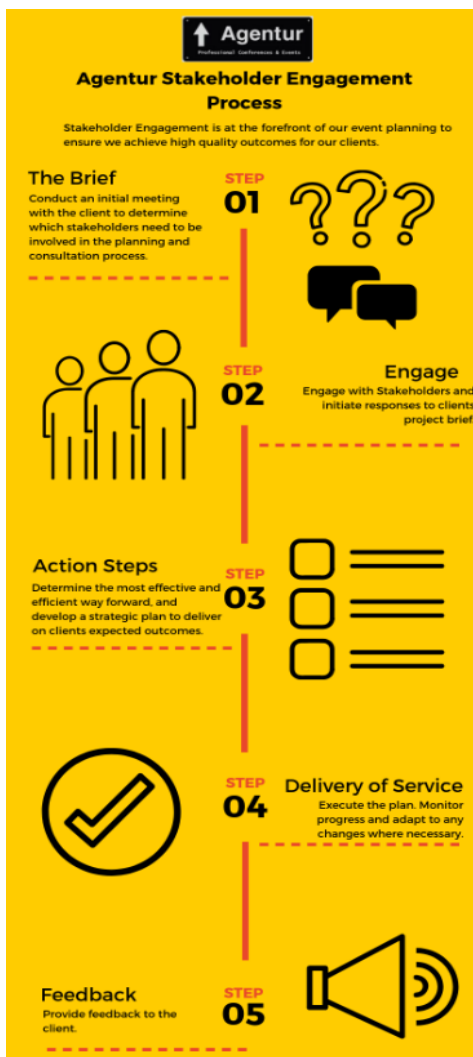 Agentur
Professional Conferences & Events
Agentur Stakeholder Engagement
Process
Stakeholder Engagement is at the forefront of our event planning to
ensure we achieve high quality outcomes for our clients.
The Brief
Conduct an initial meeting
with the client to determine
which stakeholders need to be
involved in the planning and
consultation process.
STEP
01
STEP
02
Engage
Engage with Stakeholders and
initiate responses to clients
project brief
Action Steps
Determine the most effective and
efficient way forward, and
develop a strategic plan to deliver
on clients expected outcomes.
STEP
03
STEP
04
Delivery of Service
Execute the plan. Monitor
progress and adapt to any
changes where necessary.
Feedback
Provide feedback to the
client.
STEP
05